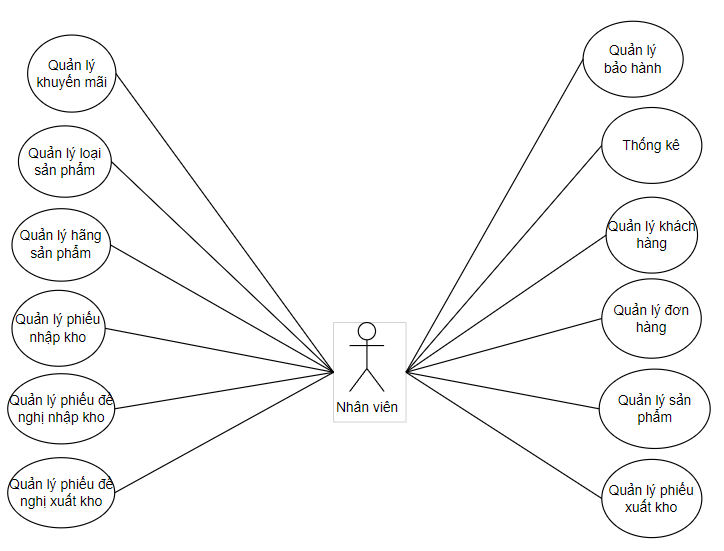 Quản lý
khuyến mãi
Quản lý loại
sản phẩm
Quản lý hãng
sản phẩm
Quản lý phiếu
nhập kho
Quản lý phiếu đề
nghị nhập kho
Quản lý phiếu đề
nghị xuất kho
Nhân viên
Quản lý
bảo hành
Thống kê
Quản lý khách
hàng
Quản lý đơn
hàng
Quản lý sản
phẩm
Quản lý phiếu
xuất kho